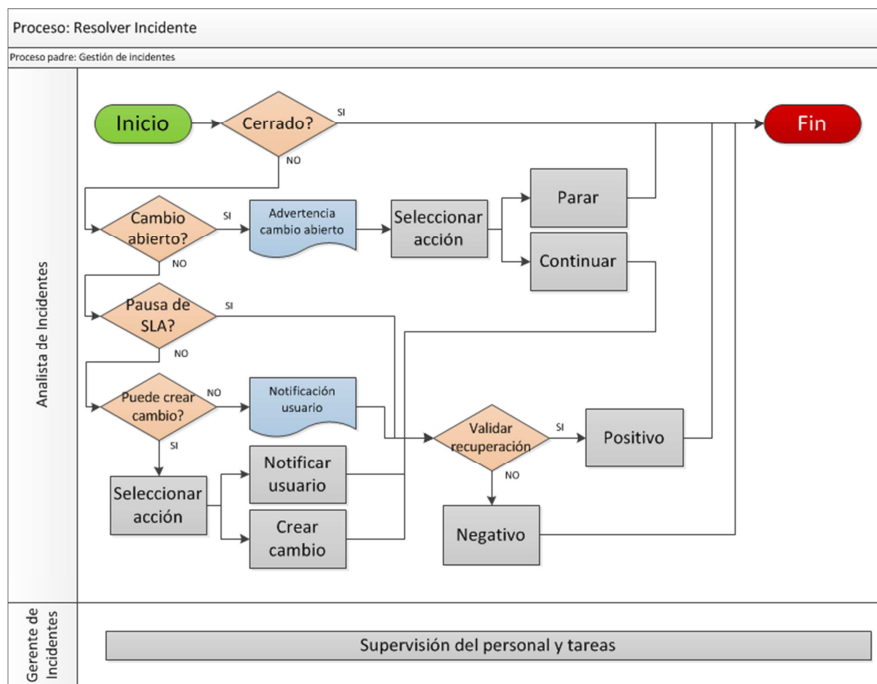 Proceso: Resolver Incidente
Proceso padre: Gestión de incidentes
Analista de Incidentes
Inicio
Cerrado?
SI
Fin
NO
Cambio
abierto?
SI
Advertencia
cambio abierto
Seleccionar
acción
Parar
Continuar
NO
Pausa de
SLA?
SI
NO
Puede crear
cambio?
NO
Notificación
usuario
Validar
recuperación
SI
Positivo
SI
NO
Seleccionar
acción
Notificar
usuario
Crear
cambio
Negativo
Gerente de
Incidentes
Supervisión del personal y tareas